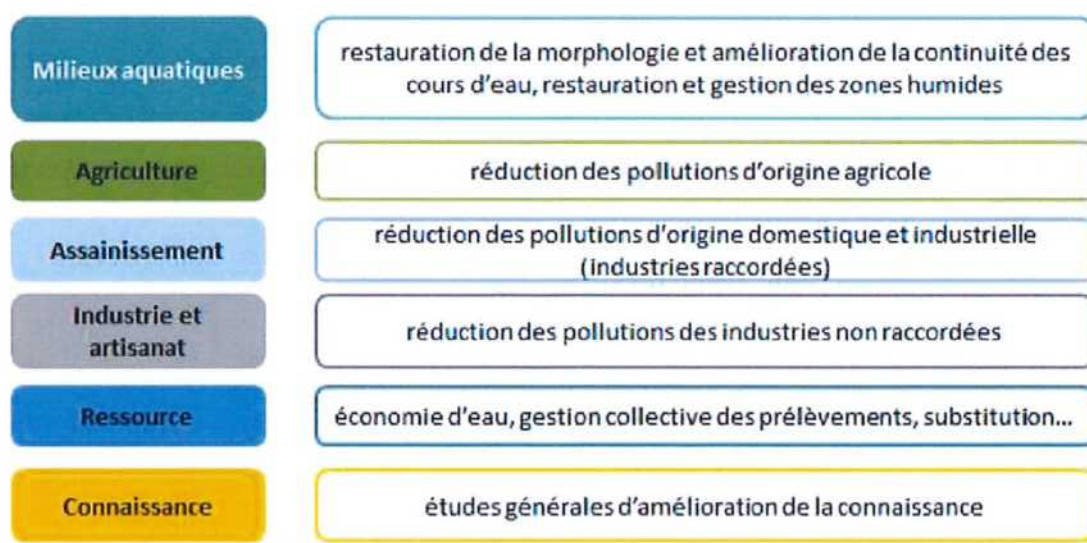 Milieux aquatiques
restauration de la morphologie et amélioration de la continuité des
cours d'eau, restauration et gestion des zones humides
Agriculture
réduction des pollutions d'origine agricole
Assainissement
réduction des pollutions d'origine domestique et industrielle
(industries raccordées)
Industrie et
artisanat
réduction des pollutions des industries non raccordées
Ressource
économie d'eau, gestion collective des prélèvements, substitution...
Connaissance
études générales d'amélioration de la connaissance